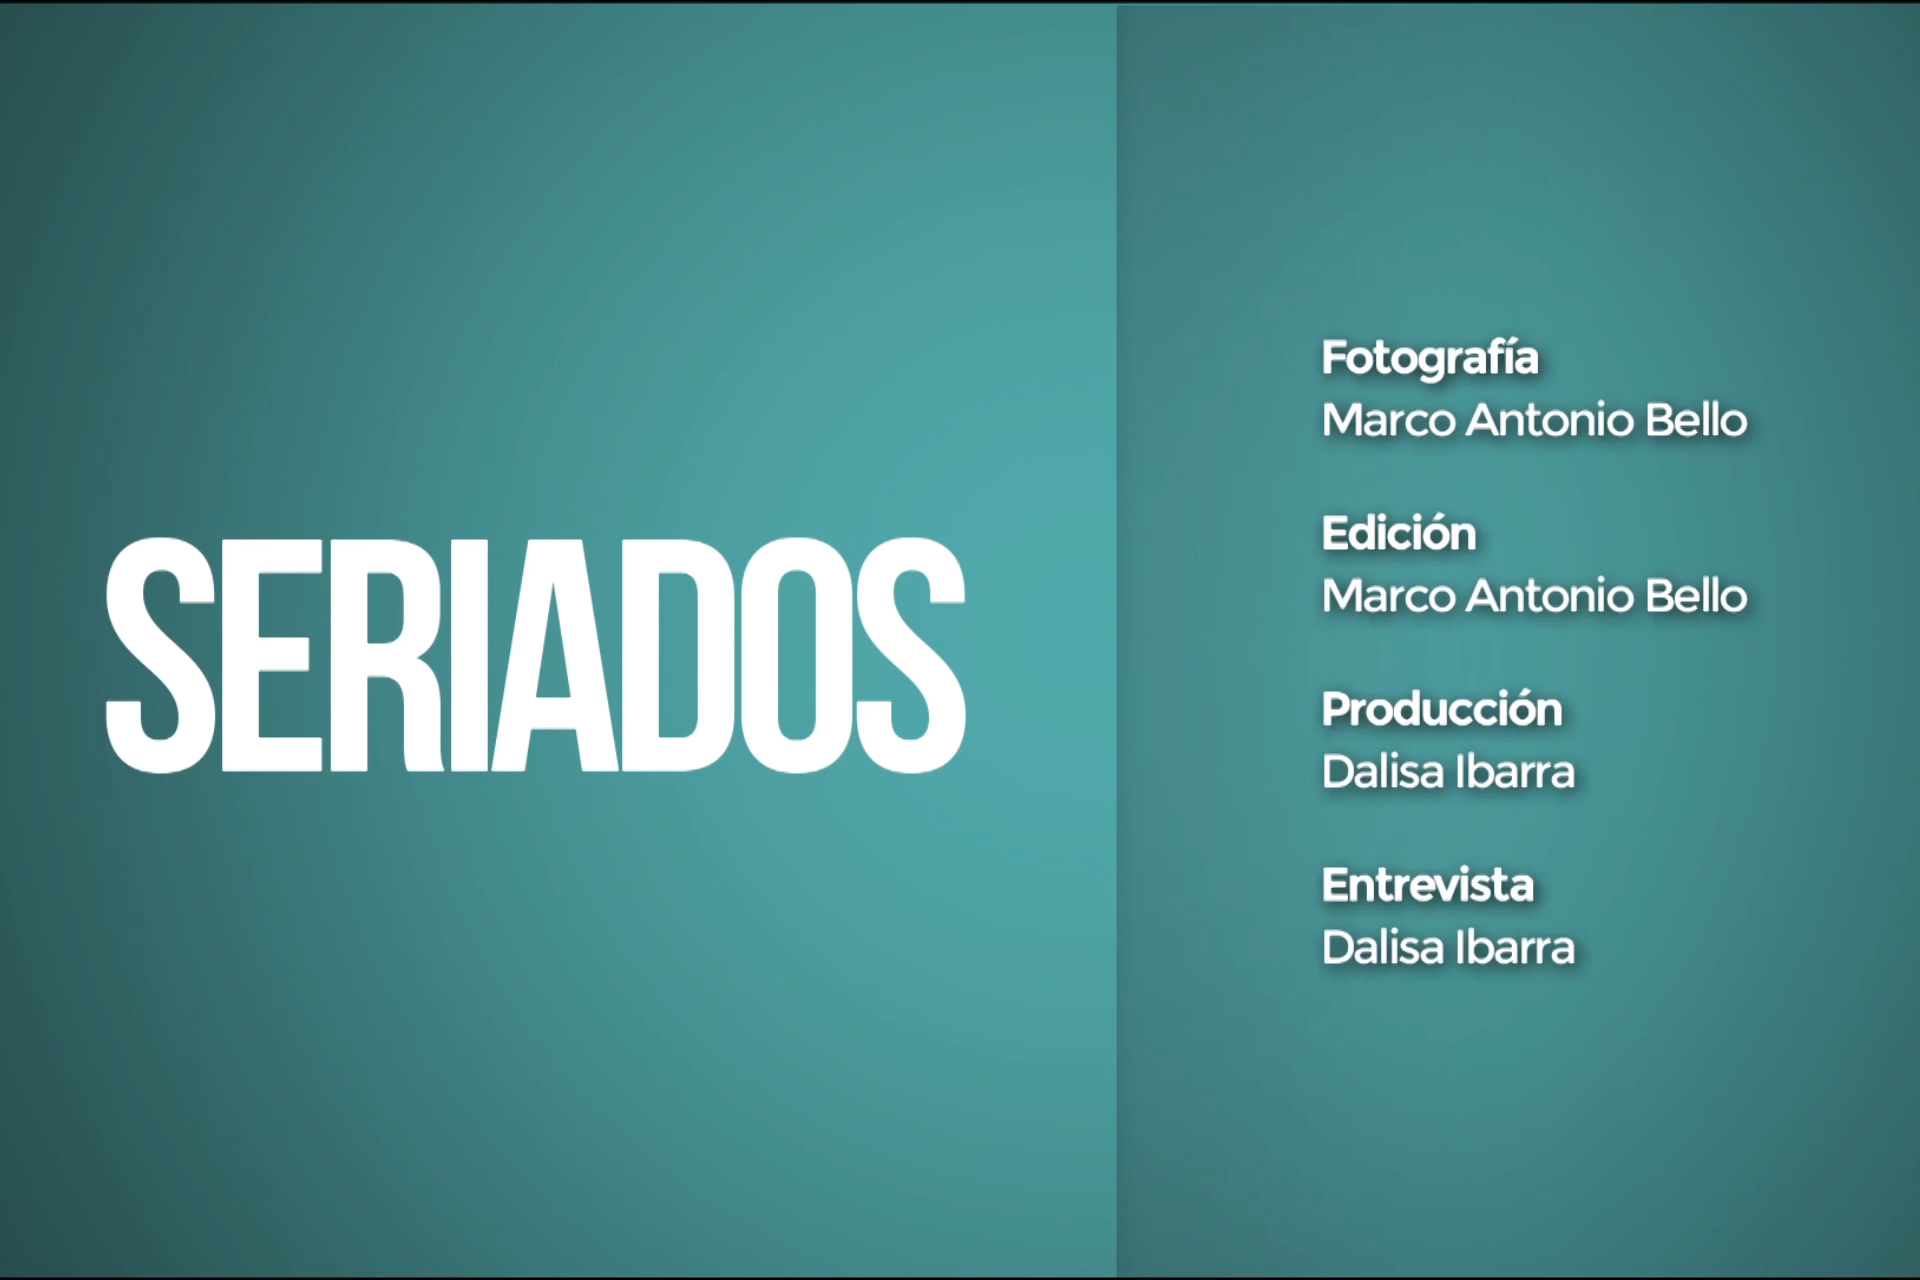 SERIADOS
Fotografía
Marco Antonio Bello
Edición
Marco Antonio Bello
Producción
Dalisa Ibarra
Entrevista
Dalisa Ibarra